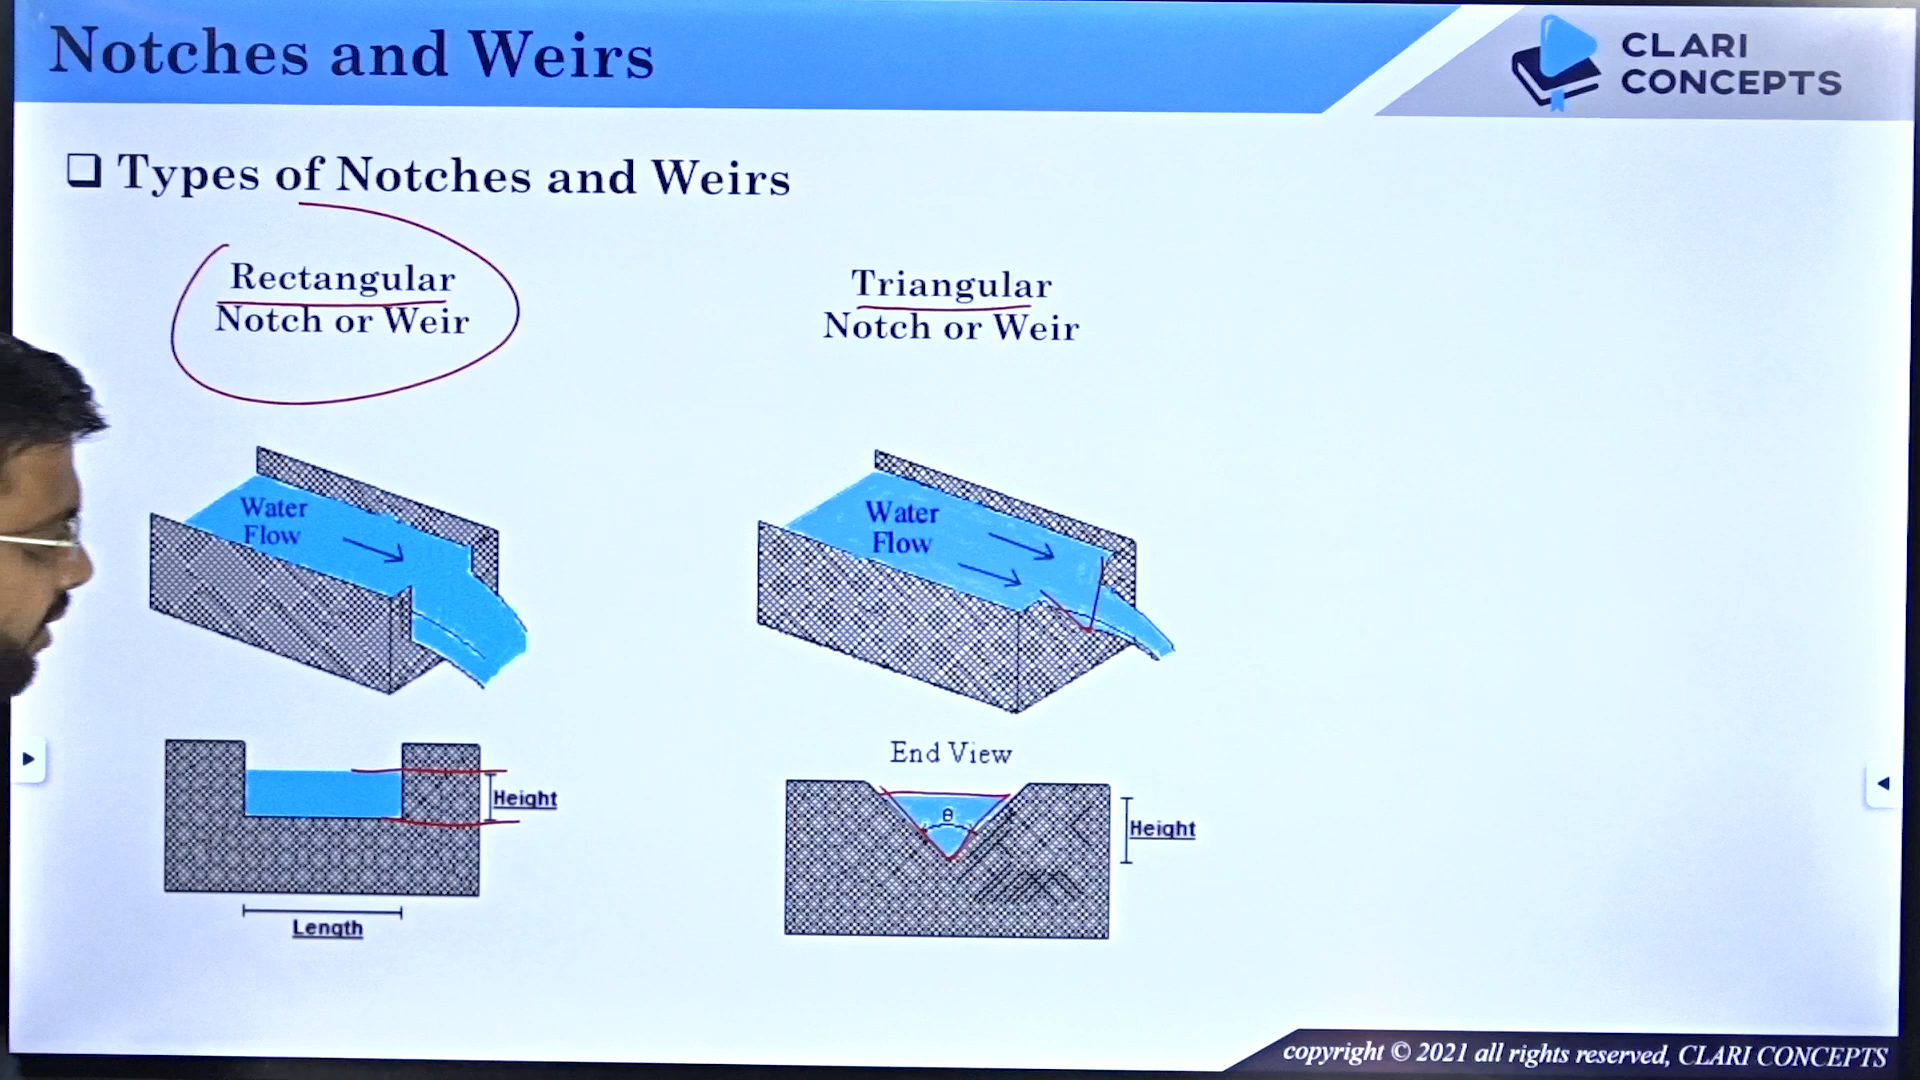 Notches and Weirs
CLARI
CONCEPTS
❑ Types of Notches and Weirs
Rectangular
Notch or Weir
Triangular
Notch or Weir
Water
Flow
Water
Flow
Height
Length
End View
θ
Height
copyright © 2021 all rights reserved, CLARI CONCEPTS